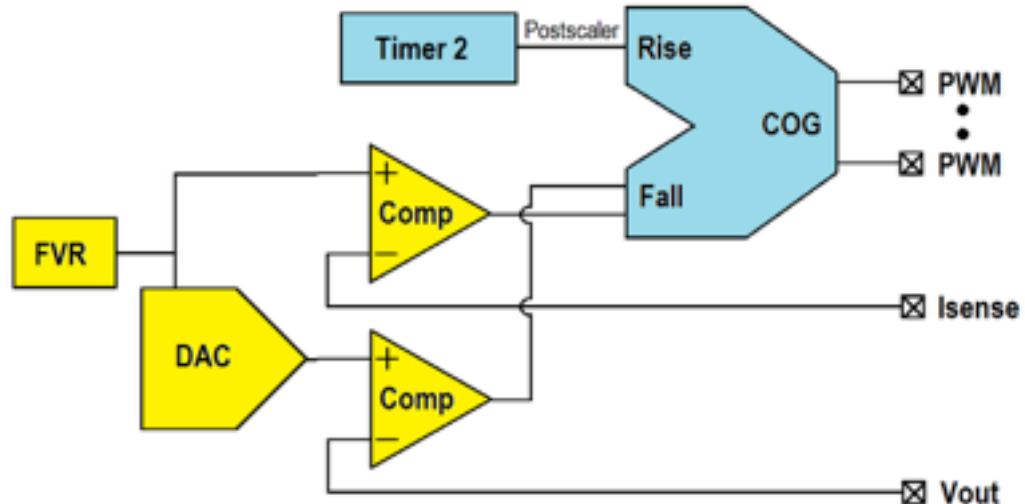 Timer 2
Postscaler
Rise
COG
PWM
PWM
Fall
+
Comp
−
FVR
Isense
DAC
+
Comp
−
Vout